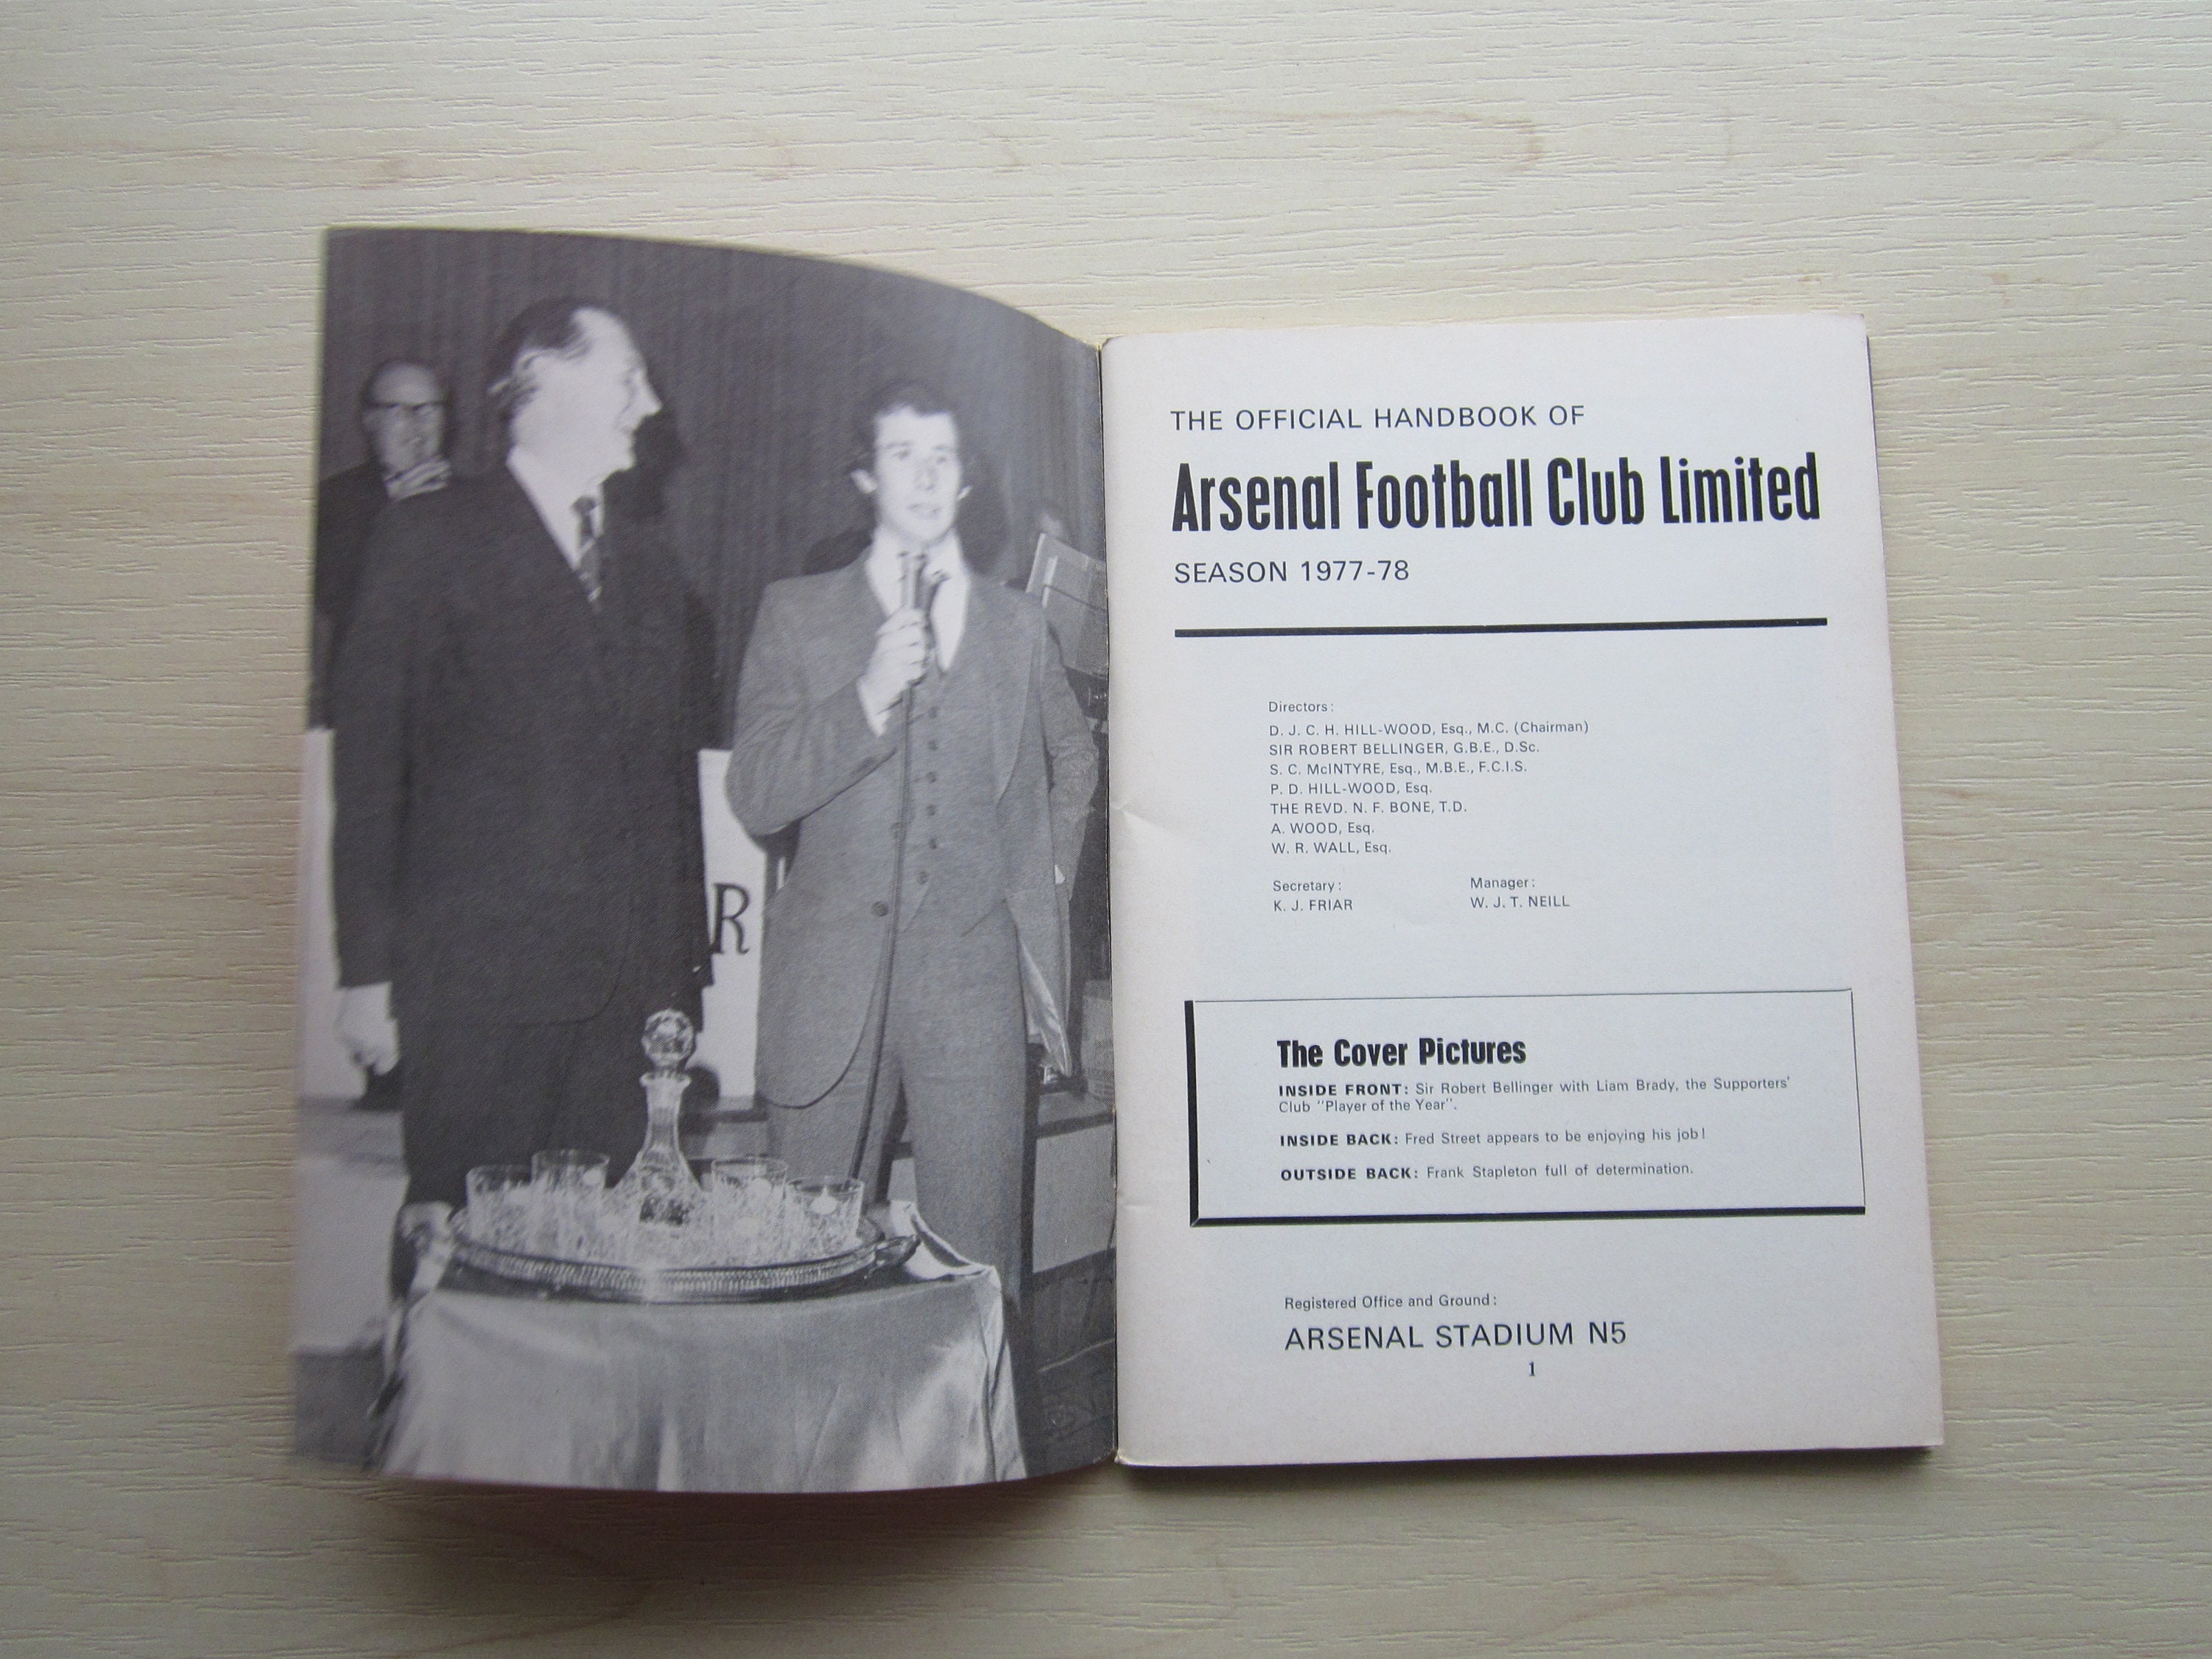 R
THE OFFICIAL HANDBOOK OF
Arsenal Football Club Limited
SEASON 1977-78
Directors:
D. J. C. H. HILL-WOOD, Esq., M.C. (Chairman)
SIR ROBERT BELLINGER, G.B.E., D.Sc.
S. C. McINTYRE, Esq., M.B.E., F.C.I.S.
P. D. HILL-WOOD, Esq.
THE REVD. N. F. BONE, T.D.
A. WOOD, Esq.
W. R. WALL, Esq.
Secretary: Manager:
K. J. FRIAR W. J. T. NEILL
The Cover Pictures
INSIDE FRONT: Sir Robert Bellinger with Liam Brady, the Supporters'
Club "Player of the Year".
INSIDE BACK: Fred Street appears to be enjoying his job!
OUTSIDE BACK: Frank Stapleton full of determination.
Registered Office and Ground:
ARSENAL STADIUM N5
1